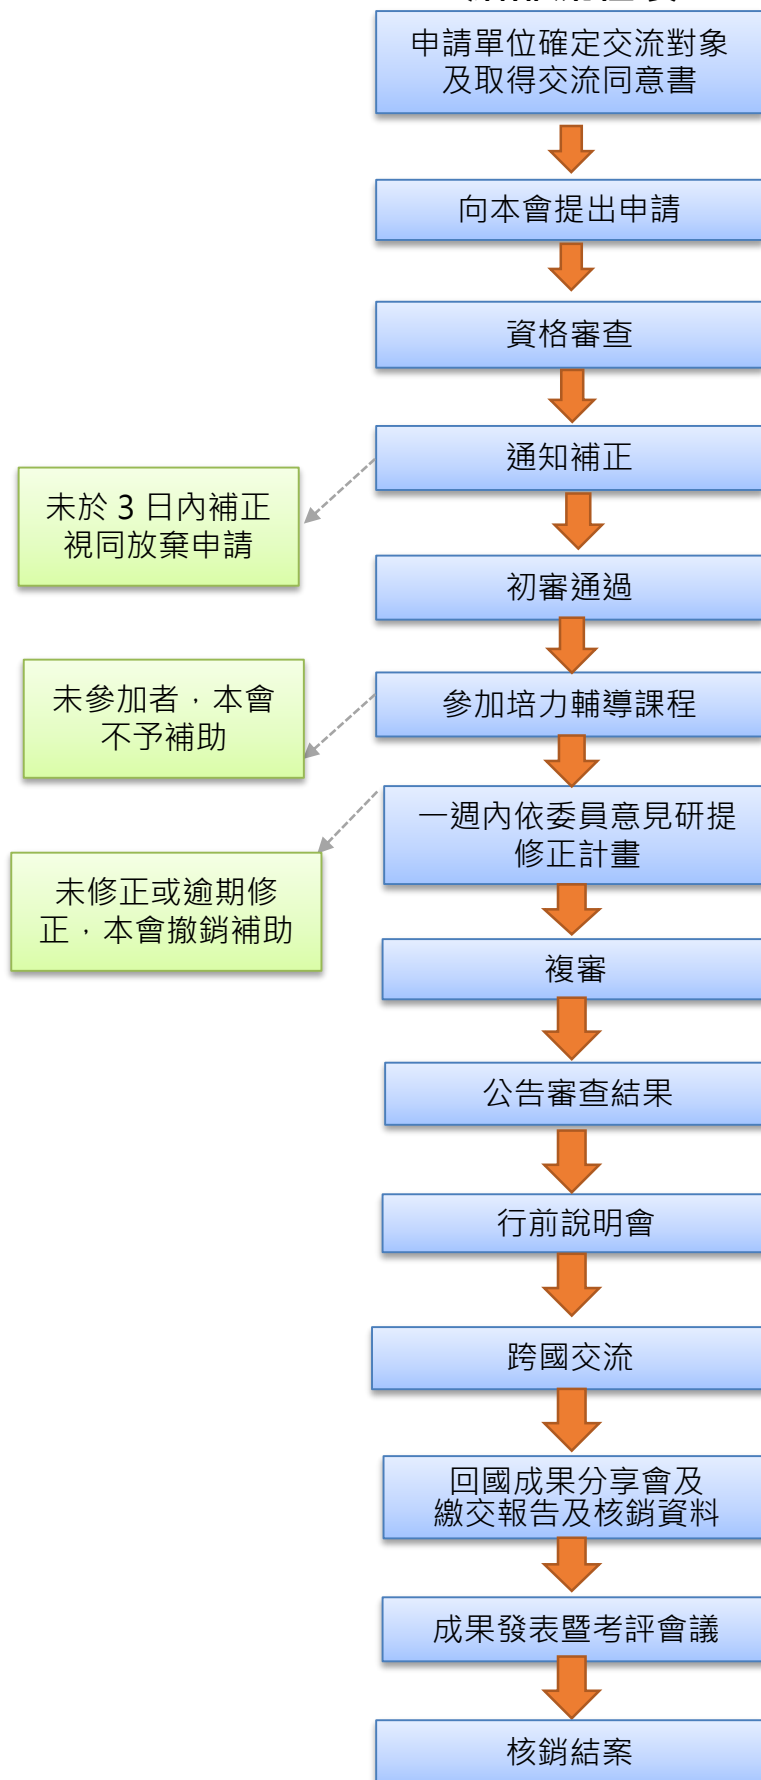 申請單位確定交流對象
及取得交流同意書
向本會提出申請
資格審查
通知補正
未於 3 日內補正
視同放棄申請
初審通過
參加培力輔導課程
未參加者，本會
不予補助
一週內依委員意見研提
修正計畫
未修正或逾期修
正，本會撤銷補助
複審
公告審查結果
行前說明會
跨國交流
回國成果分享會及
繳交報告及核銷資料
成果發表暨考評會議
核銷結案